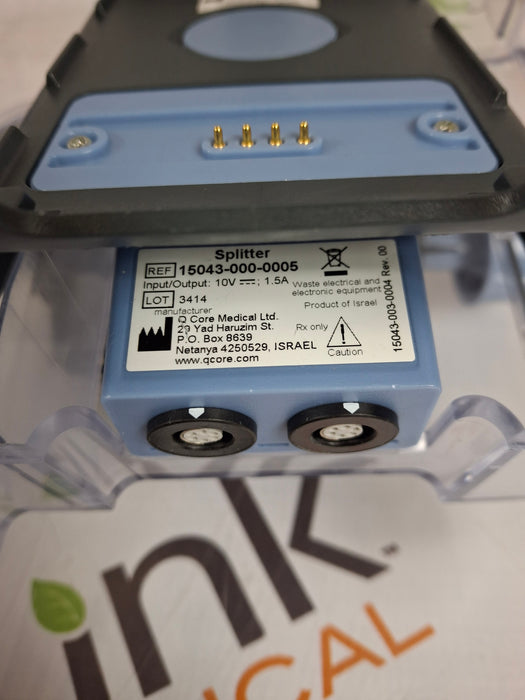 Splitter
REF 15043-000-0005
Input/Output: 10V ⎓; 1.5A
LOT 3414
manufacturer
Q Core Medical Ltd.
29 Yad Haruzim St.
P.O. Box 8639
Netanya 4250529, ISRAEL
www.qcore.com
Waste electrical and
electronic equipment
Product of Israel
Rx only
Caution
15043-003-0004 Rev. 00
ink
ICAL